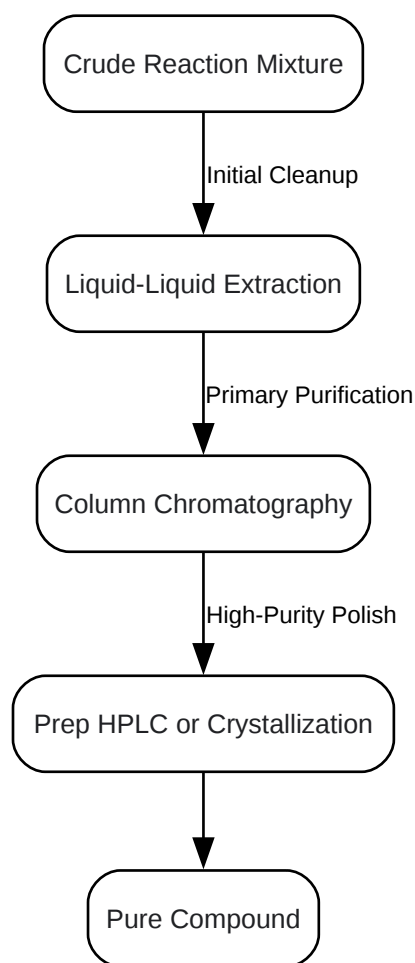 Crude Reaction Mixture
Initial Cleanup
Liquid-Liquid Extraction
Primary Purification
Column Chromatography
High-Purity Polish
Prep HPLC or Crystallization
Pure Compound